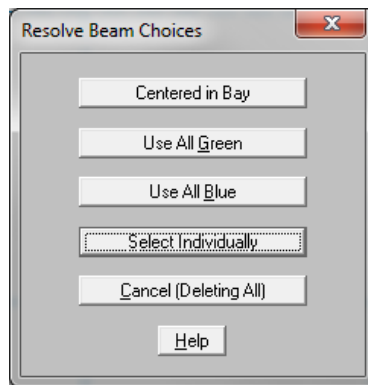 Resolve Beam Choices
Centered in Bay
Use All Green
Use All Blue
Select Individually
Cancel (Deleting All)
Help